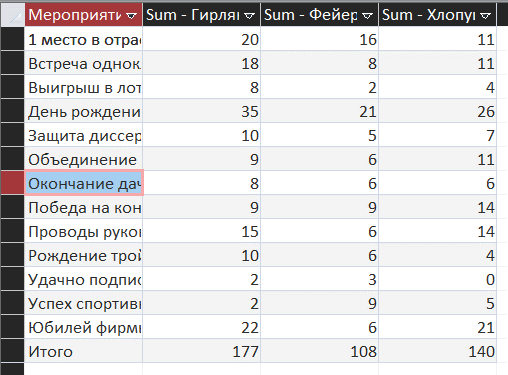 Мероприяти Sum - Гирля Sum - Фейер Sum - Хлопу
1 место в отрас 20 16 11
Встреча однокл 18 8 11
Выигрыш в лот 8 2 4
День рождени 35 21 26
Защита диссер 10 5 7
Объединение 9 6 11
Окончание дач 8 6 6
Победа на кон 9 9 14
Проводы руко 15 6 14
Рождение трой 10 6 4
Удачно подпис 2 3 0
Успех спортив 2 9 5
Юбилей фирм 22 6 21
Итого 177 108 140